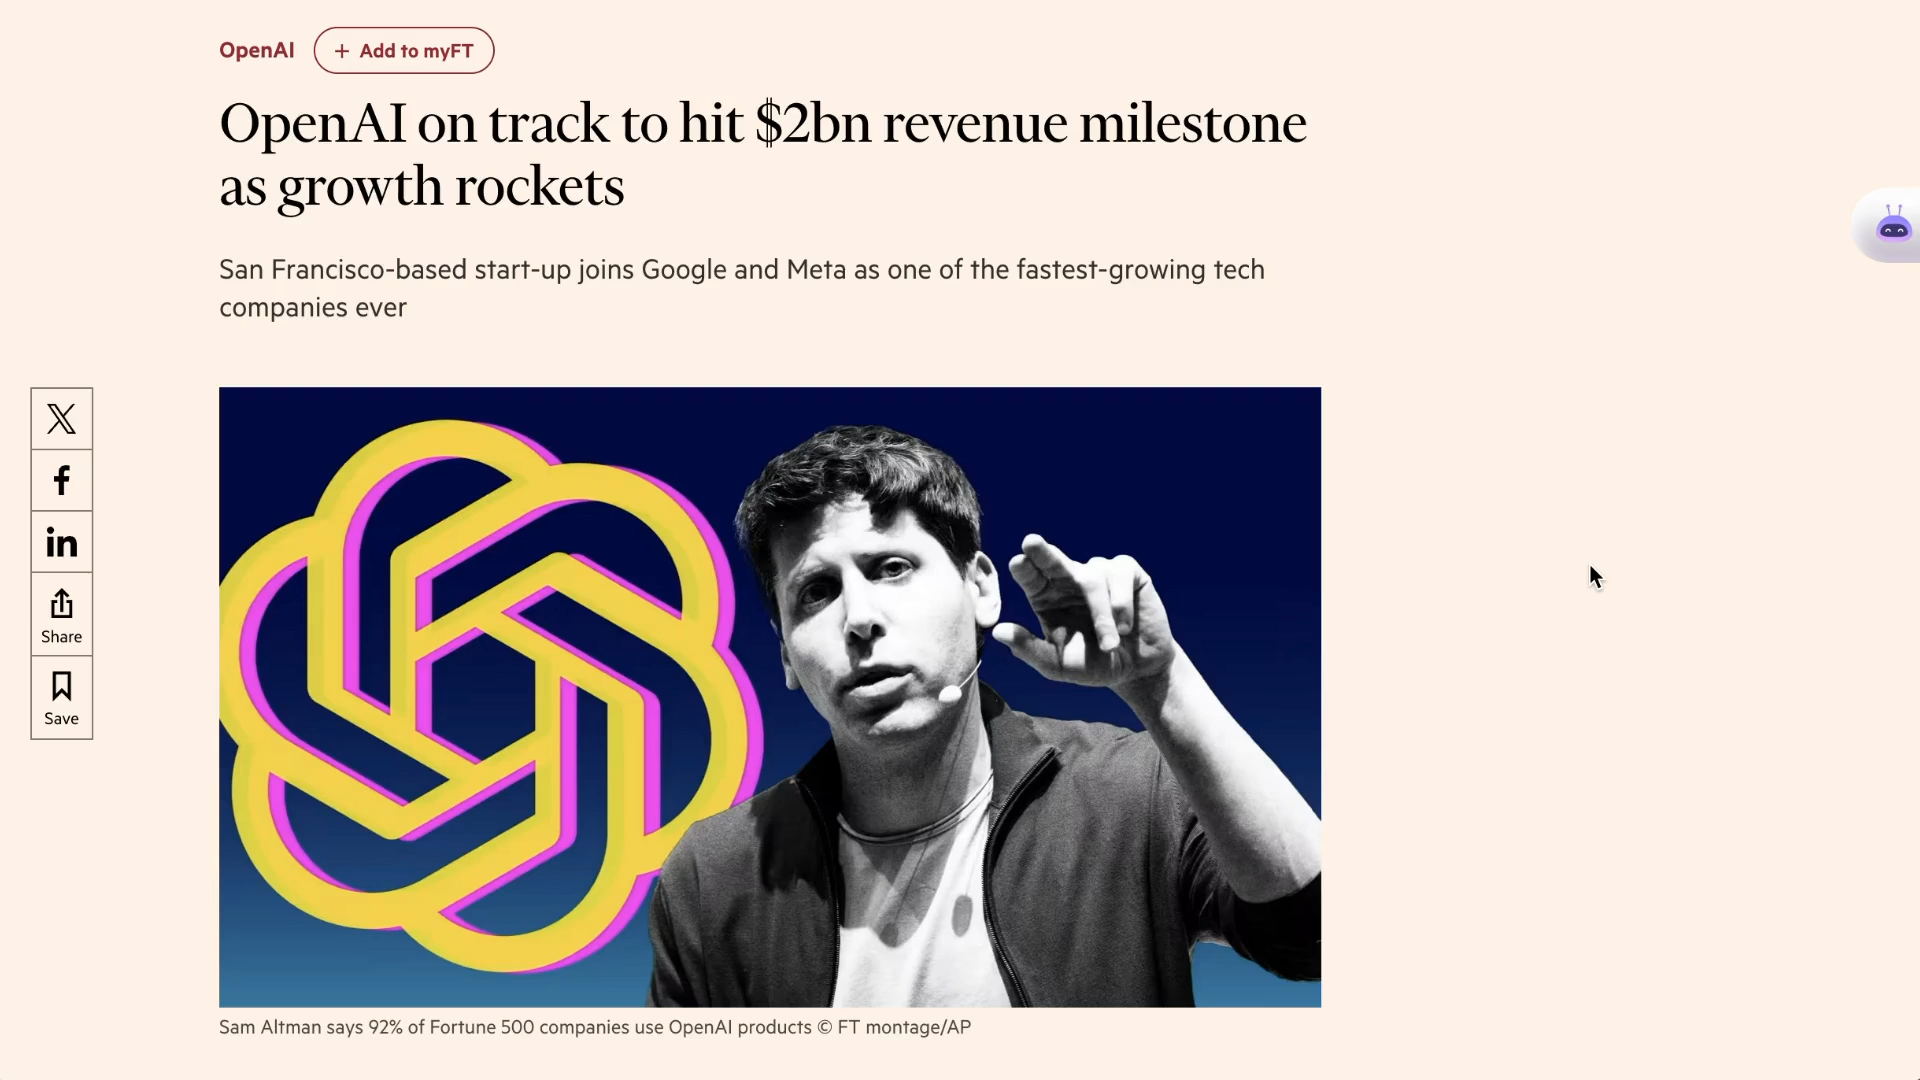 OpenAI
+ Add to myFT
OpenAI on track to hit $2bn revenue milestone
as growth rockets
San Francisco-based start-up joins Google and Meta as one of the fastest-growing tech
companies ever
Share
Save
Sam Altman says 92% of Fortune 500 companies use OpenAI products © FT montage/AP